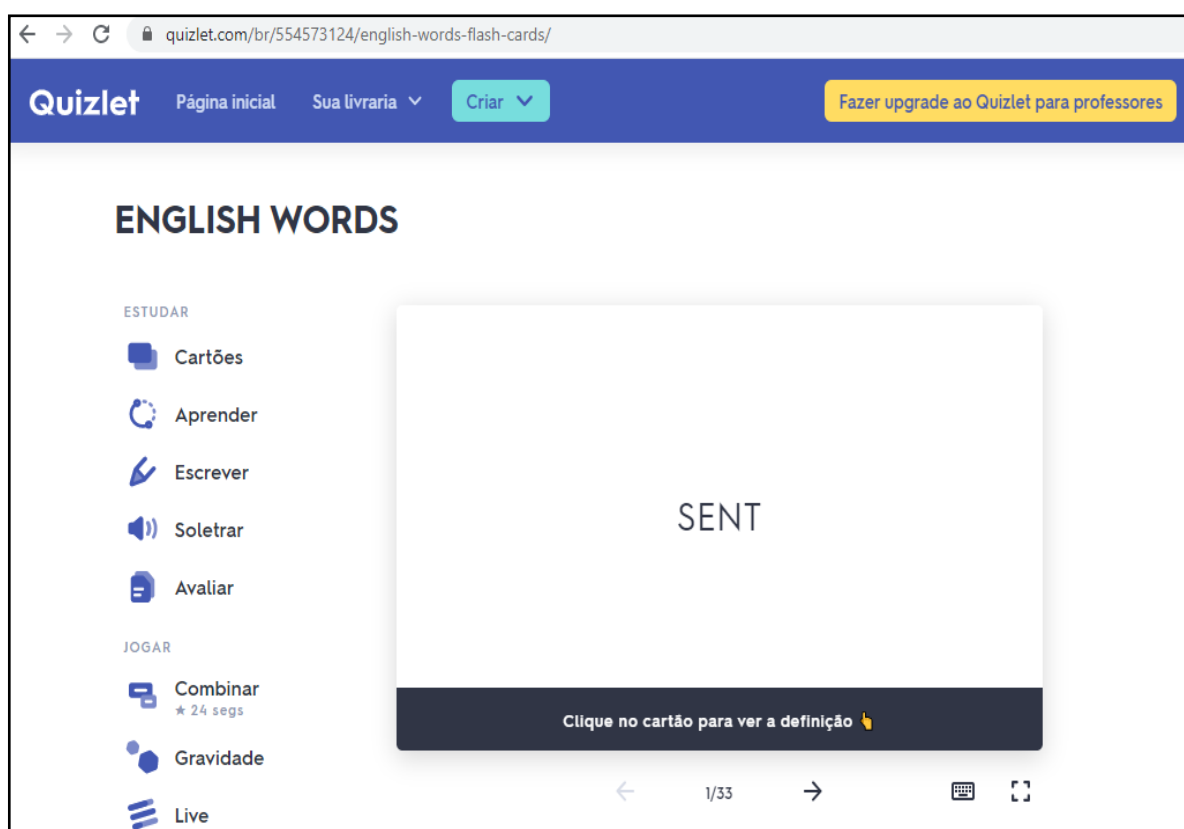 quizlet.com/br/554573124/english-words-flash-cards/
Quizlet Página inicial Sua livraria Criar Fazer upgrade ao Quizlet para professores
ENGLISH WORDS
ESTUDAR
Cartões
Aprender
Escrever
Soletrar
Avaliar
JOGAR
Combinar
★ 24 segs
Gravidade
Live
SENT
Clique no cartão para ver a definição 👆
1/33